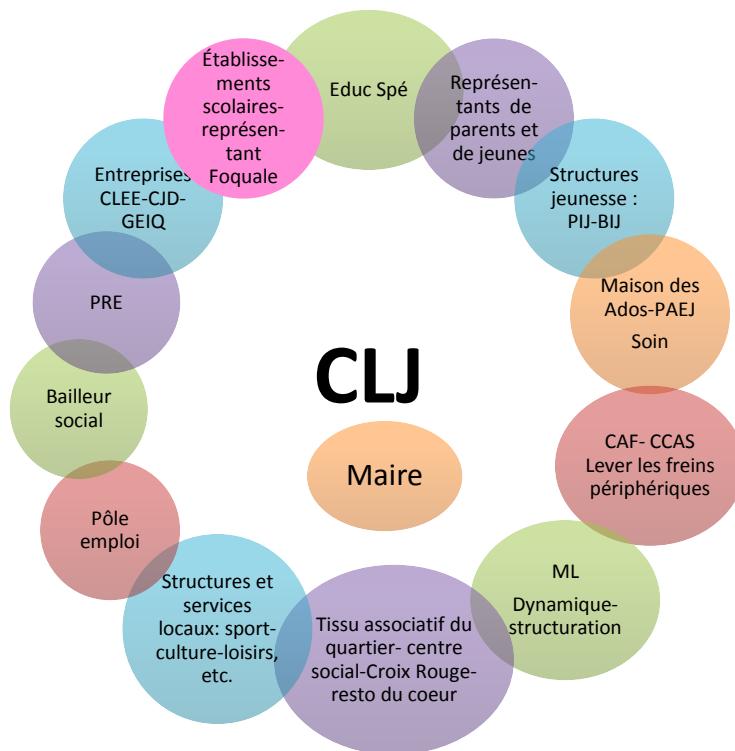 Établisse-
ments
scolaires-
représen-
tant
Foquale
Educ Spé
Représen-
tants de
parents et
de jeunes
Structures
jeunesse :
PIJ-BIJ
Maison des
Ados-PAEJ
Soin
CAF- CCAS
Lever les freins
périphériques
ML
Dynamique-
structuration
Tissu associatif du
quartier- centre
social-Croix Rouge-
resto du coeur
Structures et
services
locaux: sport-
culture-loisirs,
etc.
Pôle
emploi
Bailleur
social
PRE
Entreprises
CLEE-CJD-
GEIQ
CLJ
Maire